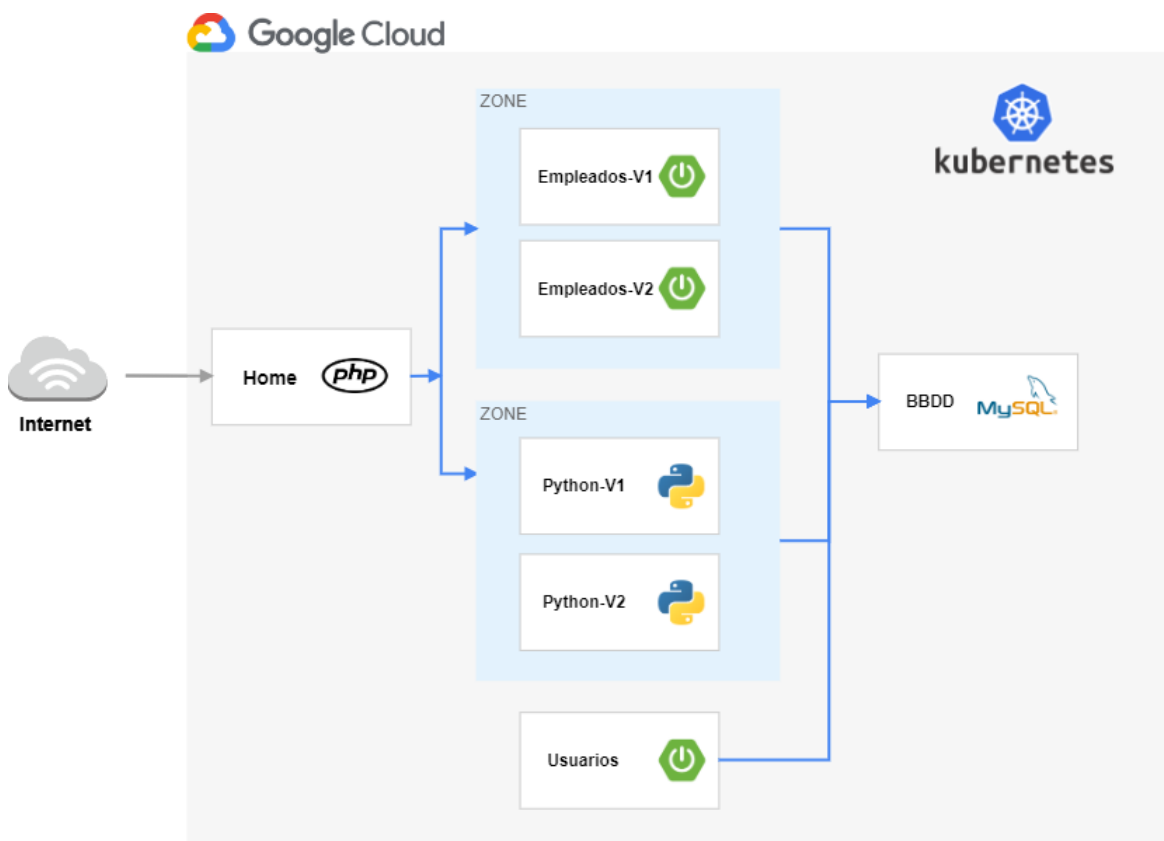 Google Cloud
ZONE
kubernetes
Empleados-V1
Empleados-V2
Home
php
Internet
BBDD
MySQL
ZONE
Python-V1
Python-V2
Usuarios